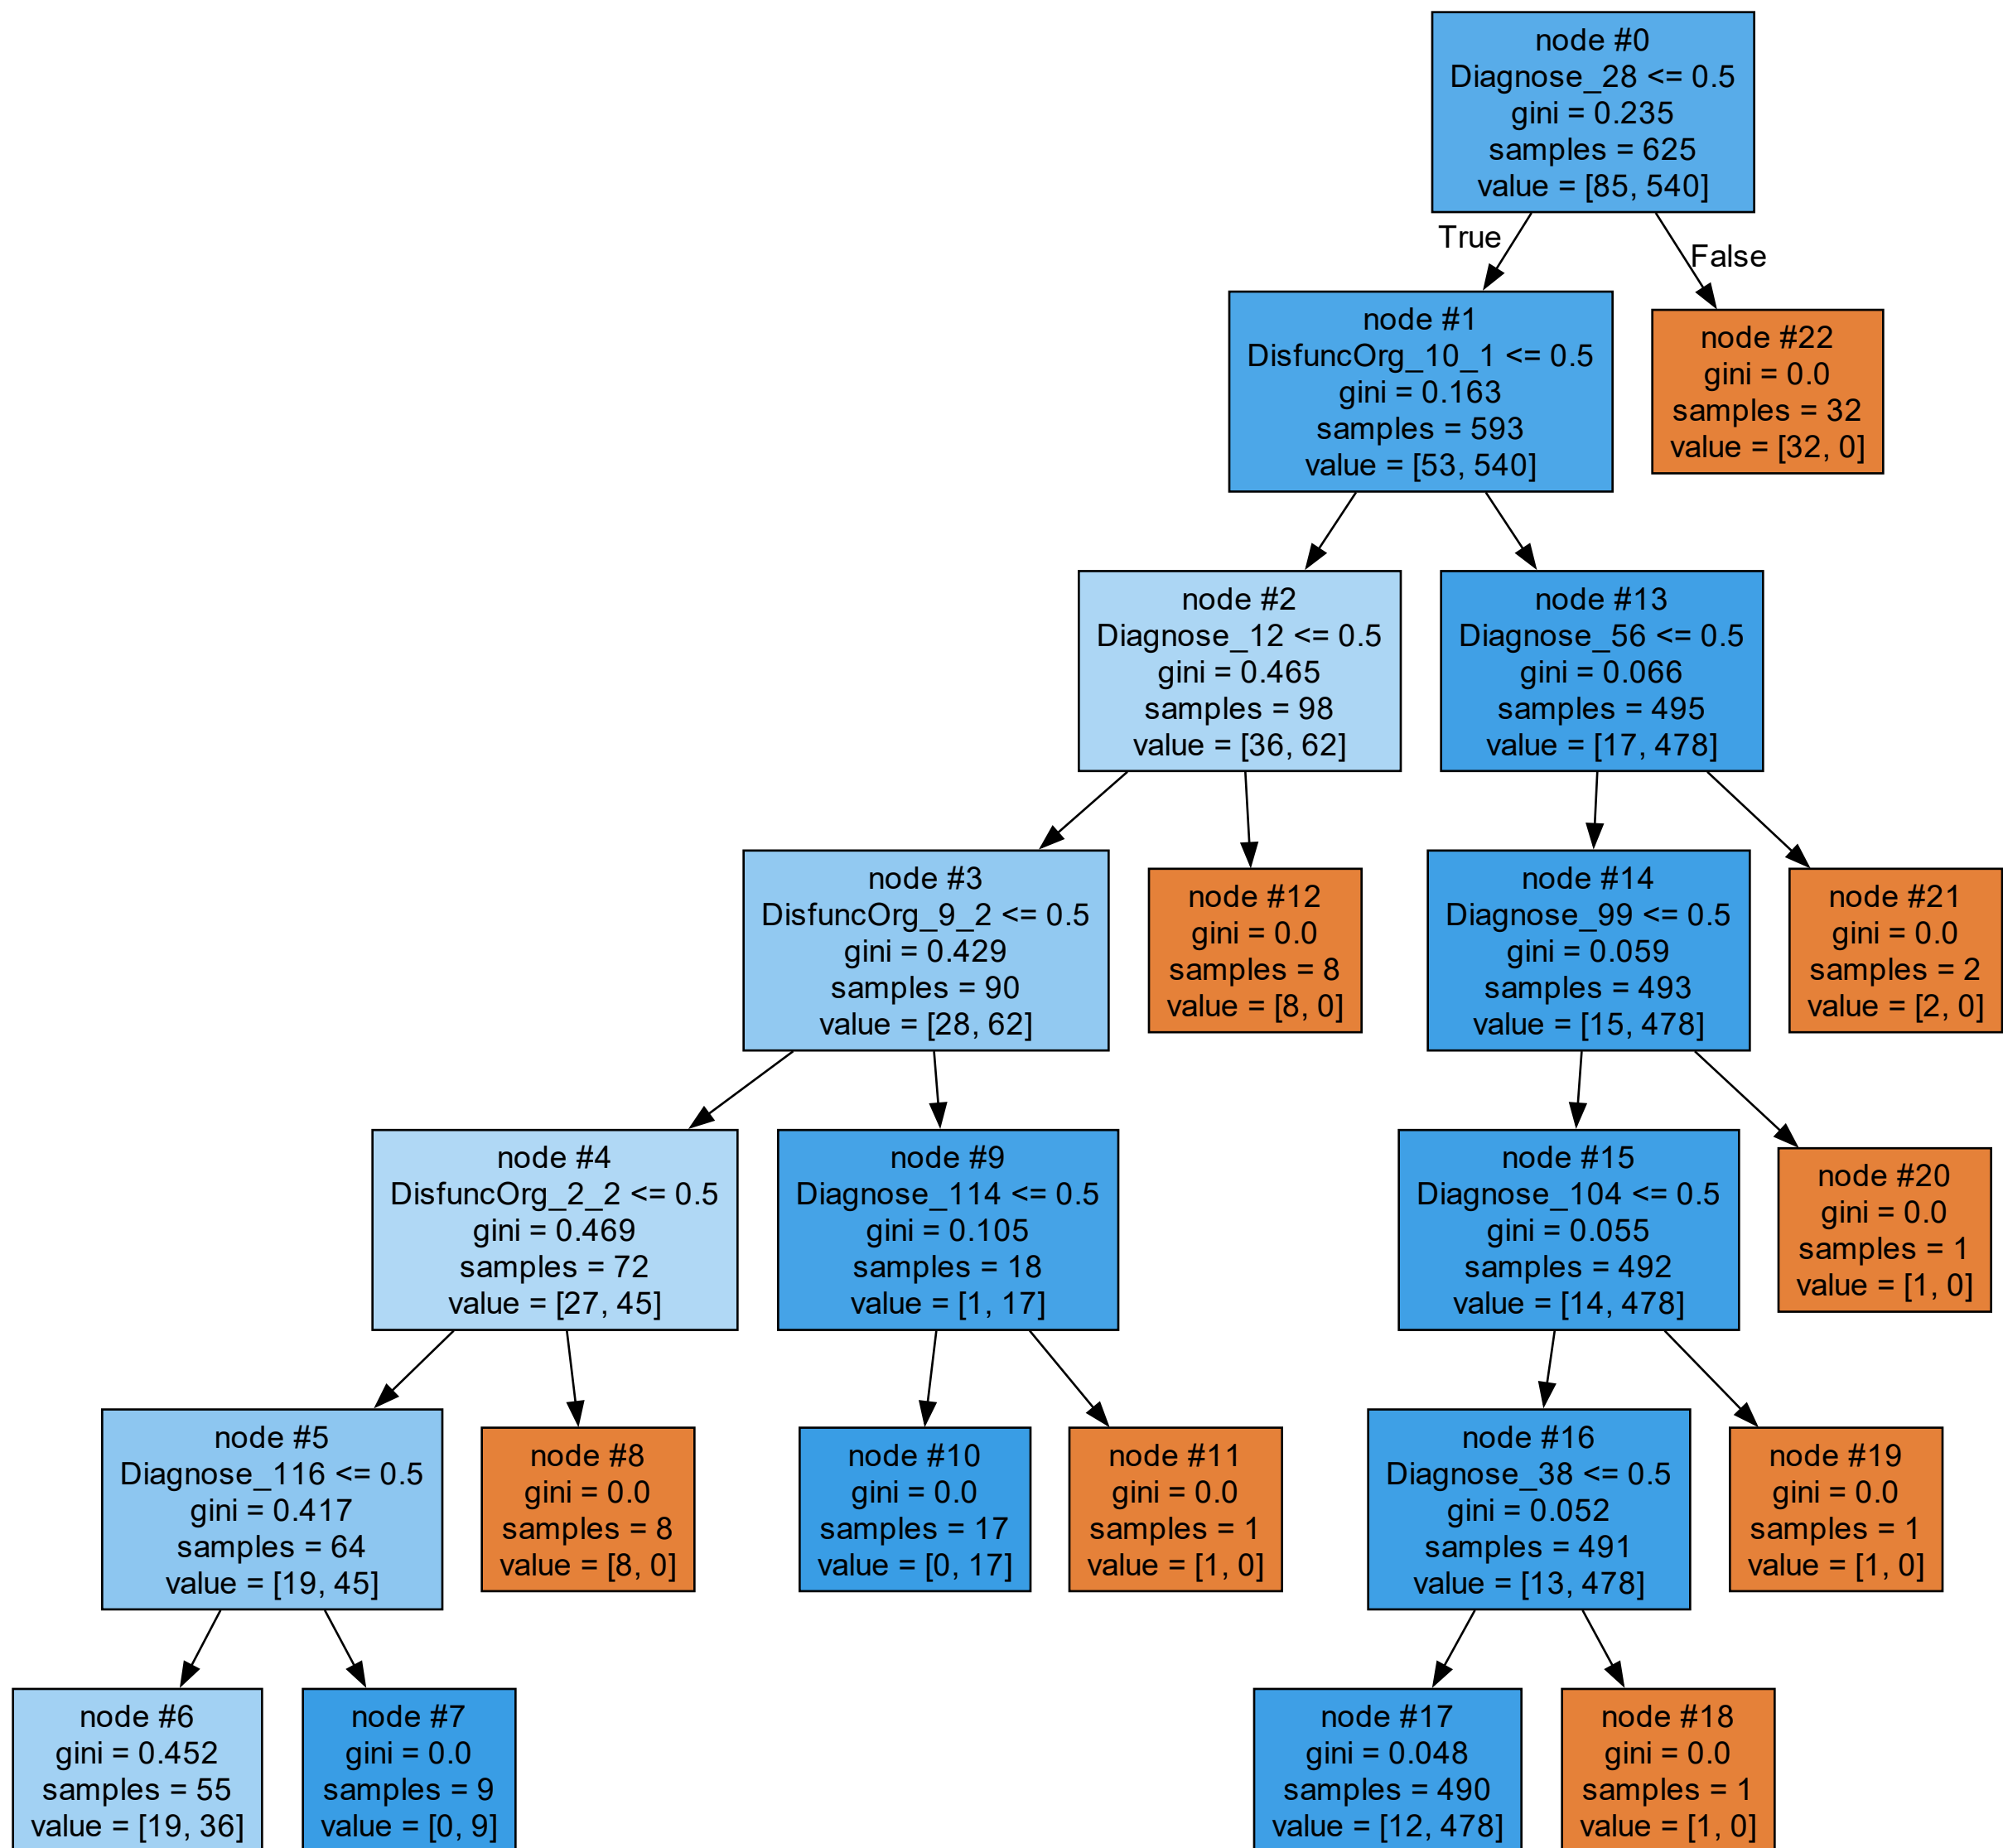 node #0
Diagnose_28 <= 0.5
gini = 0.235
samples = 625
value = [85, 540]
True
False
node #1
DisfuncOrg_10_1 <= 0.5
gini = 0.163
samples = 593
value = [53, 540]
node #22
gini = 0.0
samples = 32
value = [32, 0]
node #2
Diagnose_12 <= 0.5
gini = 0.465
samples = 98
value = [36, 62]
node #13
Diagnose_56 <= 0.5
gini = 0.066
samples = 495
value = [17, 478]
node #3
DisfuncOrg_9_2 <= 0.5
gini = 0.429
samples = 90
value = [28, 62]
node #12
gini = 0.0
samples = 8
value = [8, 0]
node #14
Diagnose_99 <= 0.5
gini = 0.059
samples = 493
value = [15, 478]
node #21
gini = 0.0
samples = 2
value = [2, 0]
node #4
DisfuncOrg_2_2 <= 0.5
gini = 0.469
samples = 72
value = [27, 45]
node #9
Diagnose_114 <= 0.5
gini = 0.105
samples = 18
value = [1, 17]
node #15
Diagnose_104 <= 0.5
gini = 0.055
samples = 492
value = [14, 478]
node #20
gini = 0.0
samples = 1
value = [1, 0]
node #5
Diagnose_116 <= 0.5
gini = 0.417
samples = 64
value = [19, 45]
node #8
gini = 0.0
samples = 8
value = [8, 0]
node #10
gini = 0.0
samples = 17
value = [0, 17]
node #11
gini = 0.0
samples = 1
value = [1, 0]
node #16
Diagnose_38 <= 0.5
gini = 0.052
samples = 491
value = [13, 478]
node #19
gini = 0.0
samples = 1
value = [1, 0]
node #6
gini = 0.452
samples = 55
value = [19, 36]
node #7
gini = 0.0
samples = 9
value = [0, 9]
node #17
gini = 0.048
samples = 490
value = [12, 478]
node #18
gini = 0.0
samples = 1
value = [1, 0]